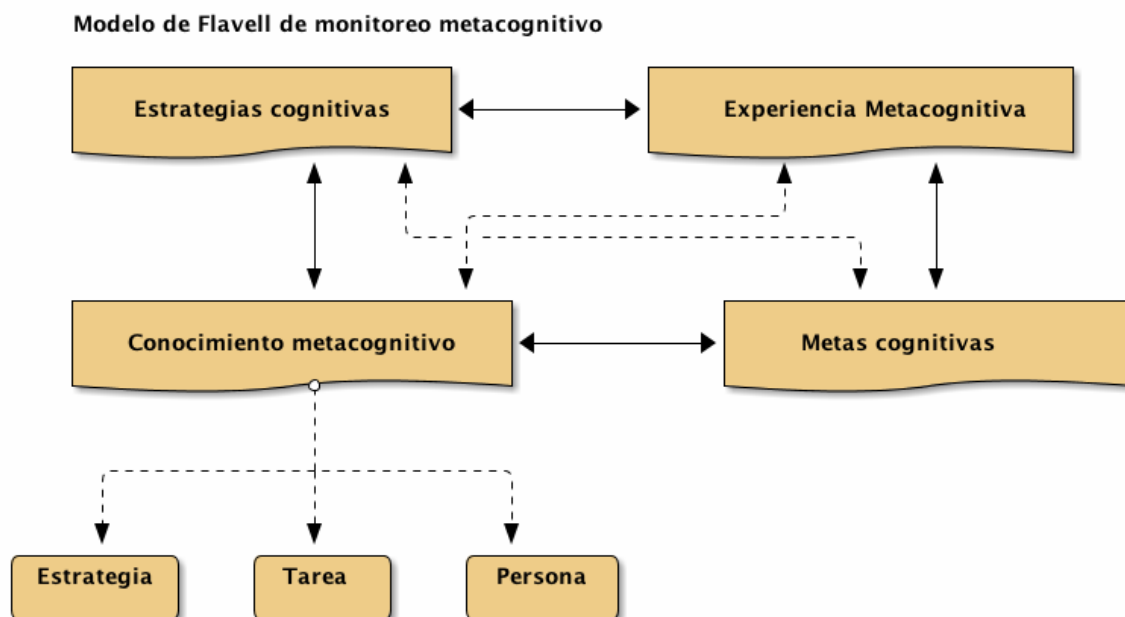 Modelo de Flavell de monitoreo metacognitivo
Estrategias cognitivas
Experiencia Metacognitiva
Conocimiento metacognitivo
Metas cognitivas
Estrategia
Tarea
Persona